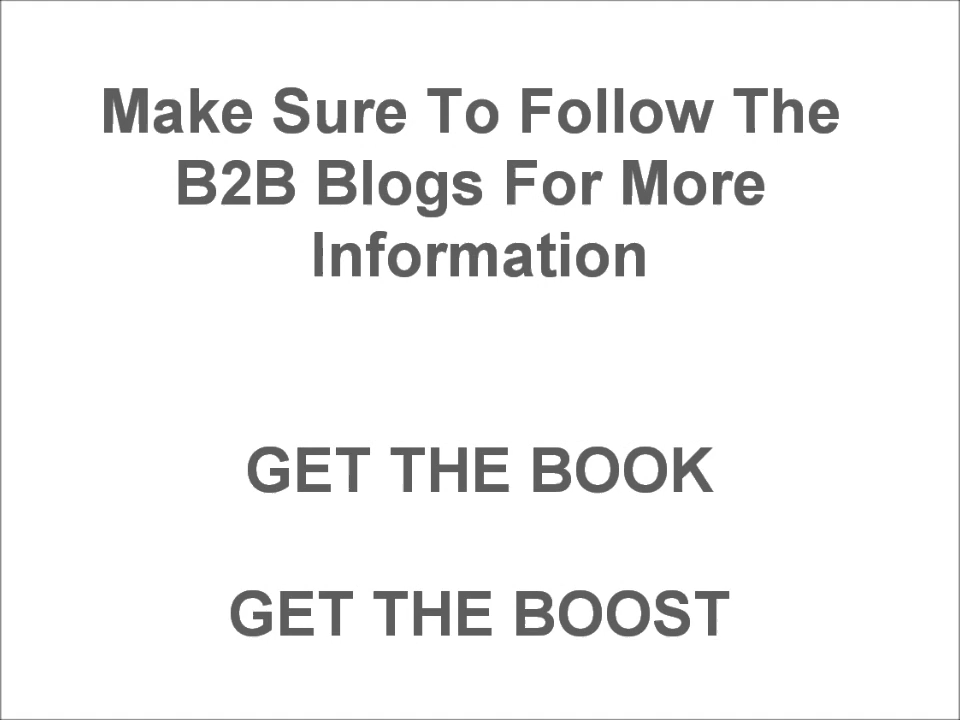 Make Sure To Follow The
B2B Blogs For More
Information
GET THE BOOK
GET THE BOOST